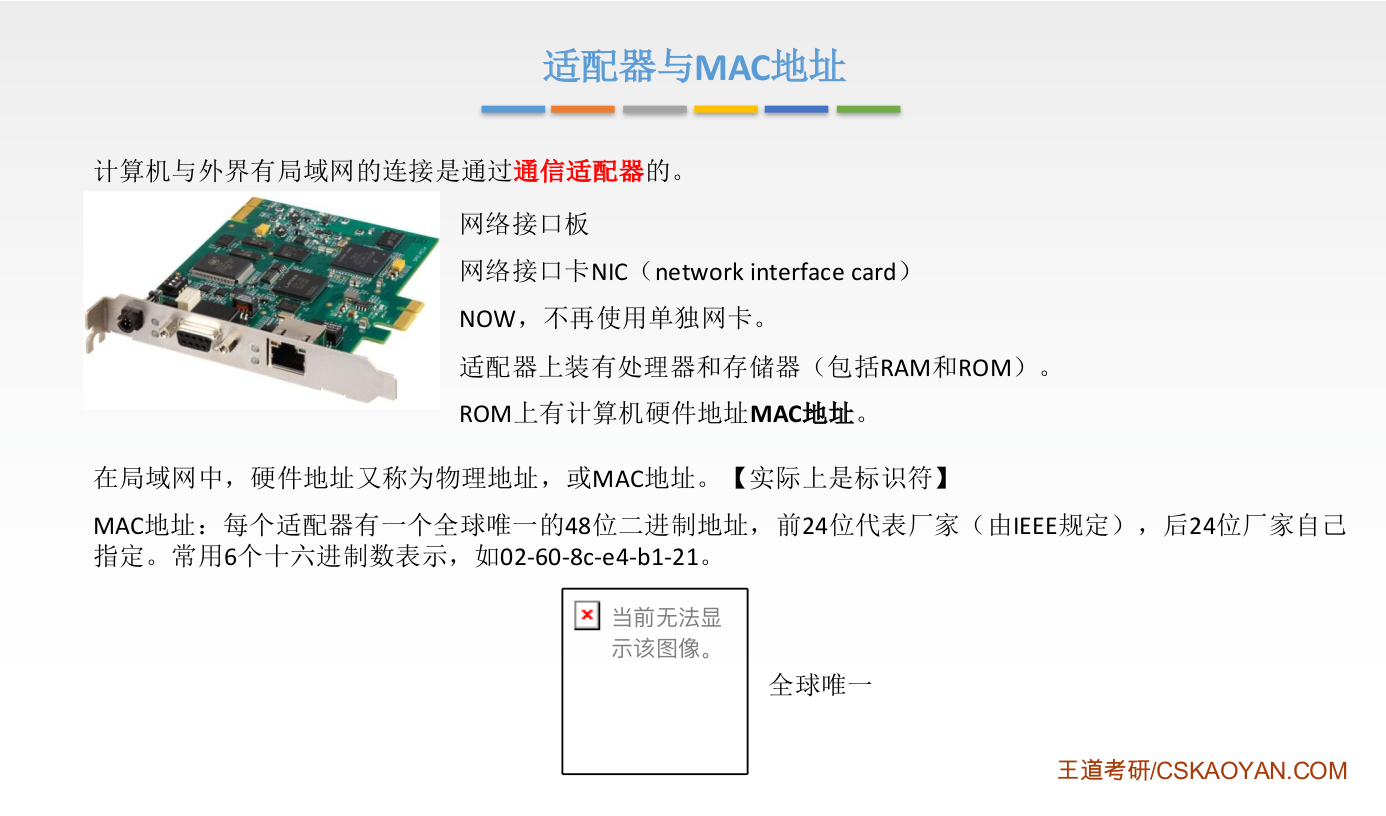 适配器与MAC地址
计算机与外界有局域网的连接是通过通信适配器的。
网络接口板
网络接口卡NIC（network interface card）
NOW，不再使用单独网卡。
适配器上装有处理器和存储器（包括RAM和ROM）。
ROM上有计算机硬件地址MAC地址。
在局域网中，硬件地址又称为物理地址，或MAC地址。【实际上是标识符】
MAC地址：每个适配器有一个全球唯一的48位二进制地址，前24位代表厂家（由IEEE规定），后24位厂家自己
指定。常用6个十六进制数表示，如02-60-8c-e4-b1-21。
当前无法显
示该图像。
全球唯一
王道考研/CSKAOYAN.COM